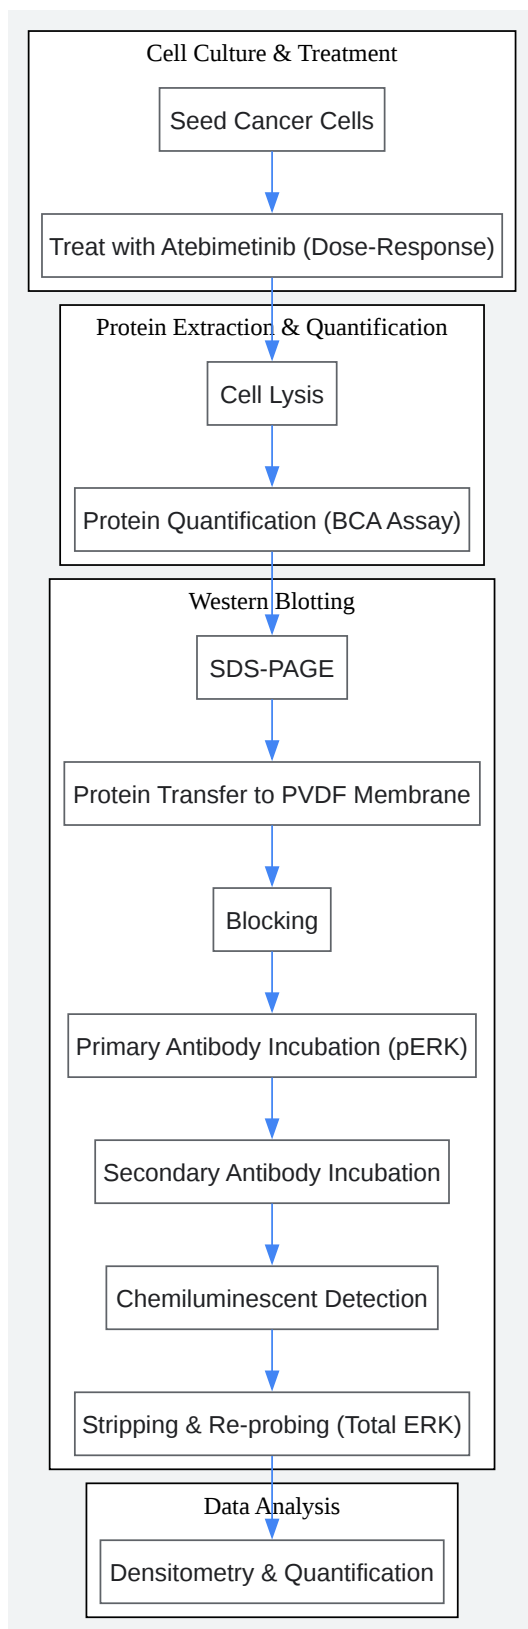 Cell Culture & Treatment
Seed Cancer Cells
Treat with Atebimetinib (Dose-Response)
Protein Extraction & Quantification
Cell Lysis
Protein Quantification (BCA Assay)
Western Blotting
SDS-PAGE
Protein Transfer to PVDF Membrane
Blocking
Primary Antibody Incubation (pERK)
Secondary Antibody Incubation
Chemiluminescent Detection
Stripping & Re-probing (Total ERK)
Data Analysis
Densitometry & Quantification